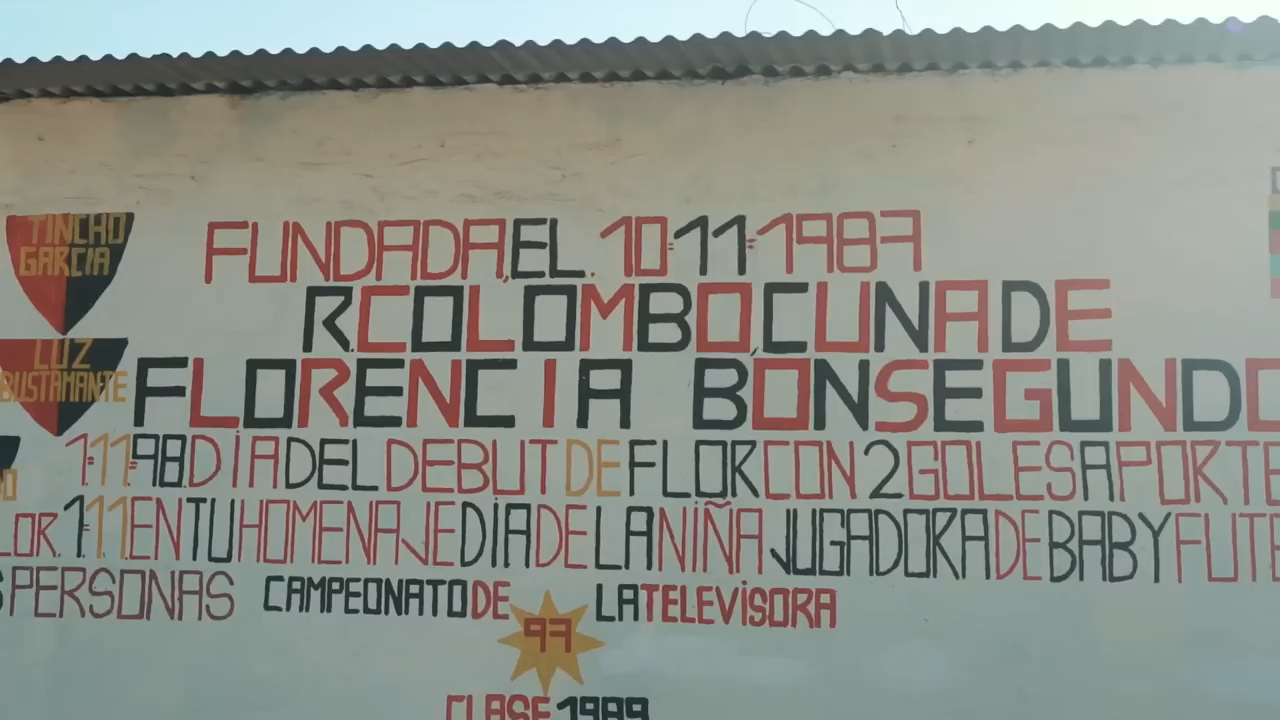 TINCHO
GARCIA
LUZ
BUSTAMANTE
FUNDADA, EL. 10=11=1987
R.COLOMBO, CUNA DE
FLORENCIA BONSEGUNDO
1=11=98. DIA DEL DEBUT DE FLOR CON 2 GOLES APORTE
LOR. 1=11. EN TU HOMENAJE DIA DE LA NIÑA JUGADORA DE BABY FUTB
S PERSONAS CAMPEONATO DE LA TELEVISORA
97
CLASE 1989